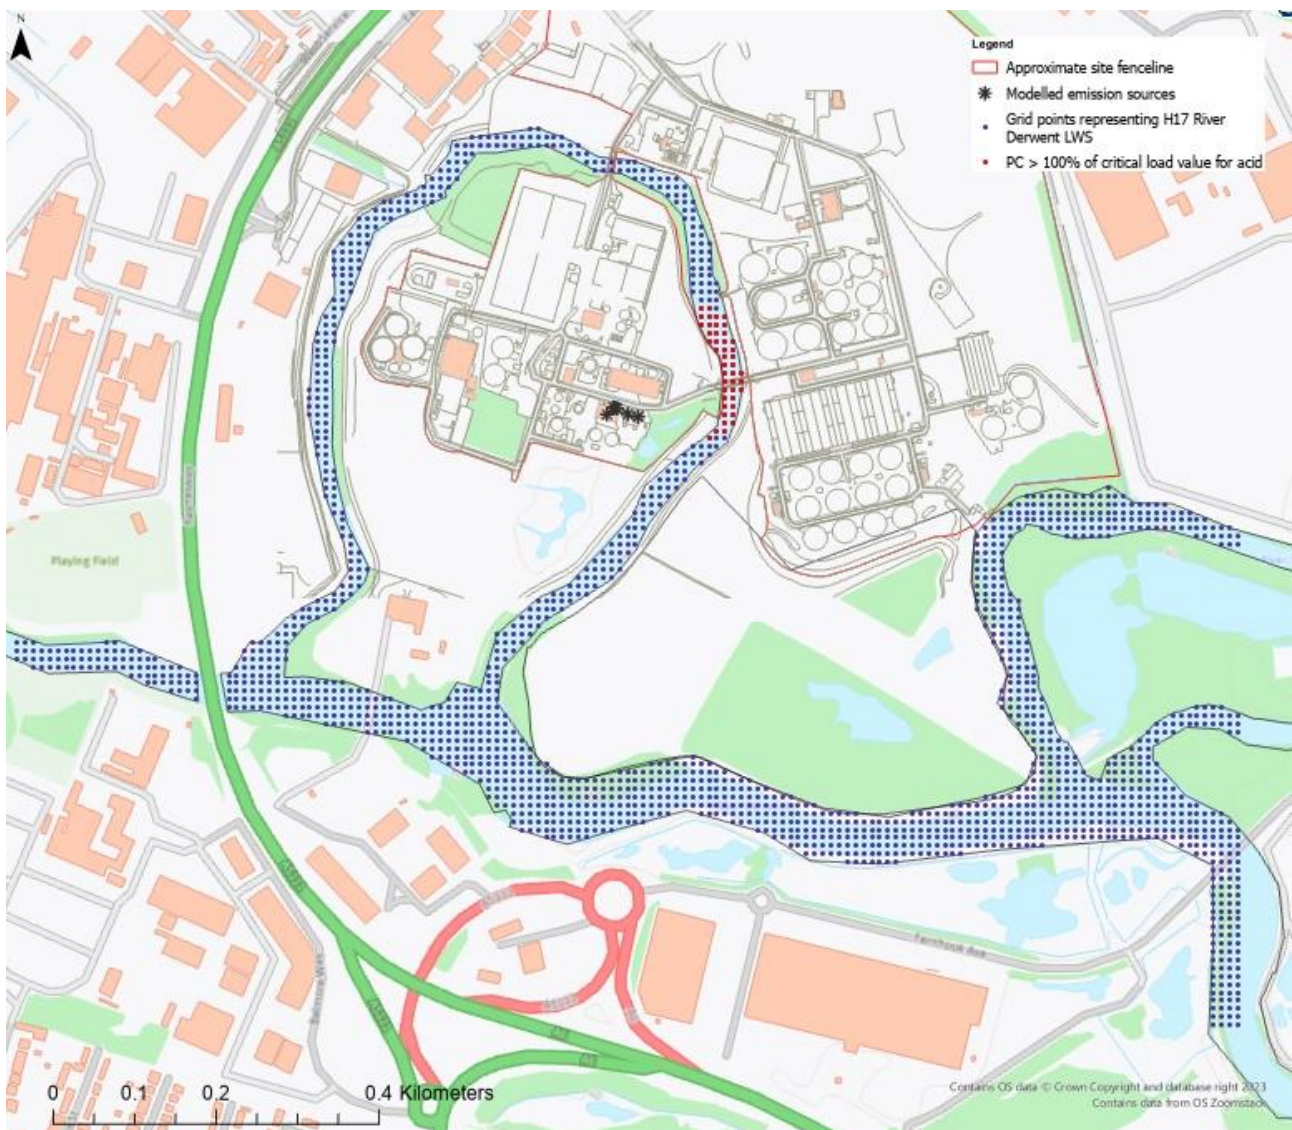 N
Legend
Approximate site fenceline
Modelled emission sources
Grid points representing H17 River
Derwent LWS
PC > 100% of critical load value for acid
Playing Field
Fernhook Ave
0 0.1 0.2 0.4 Kilometers
Contains OS data © Crown Copyright and database right 2023
Contains data from OS Zoomstack